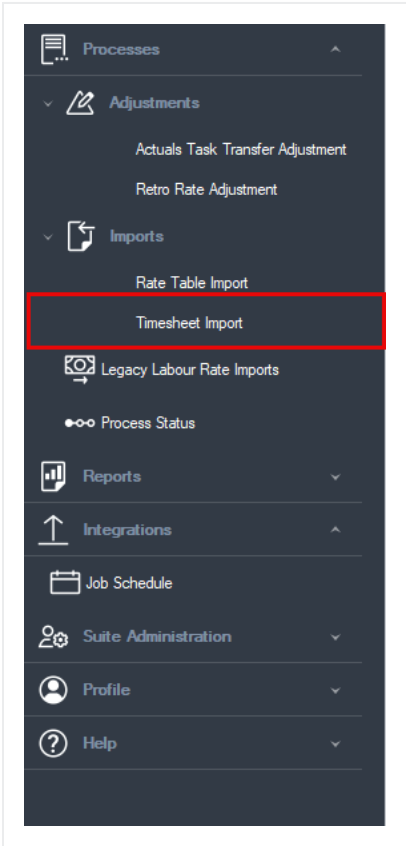 Processes
Adjustments
Actuals Task Transfer Adjustment
Retro Rate Adjustment
Imports
Rate Table Import
Timesheet Import
Legacy Labour Rate Imports
Process Status
Reports
Integrations
Job Schedule
Suite Administration
Profile
Help